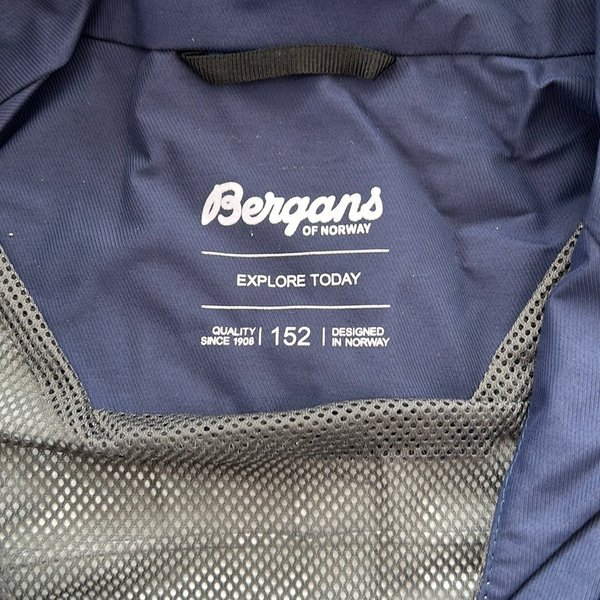 Bergans
OF NORWAY
EXPLORE TODAY
QUALITY
SINCE 1908 | 152 | DESIGNED
IN NORWAY